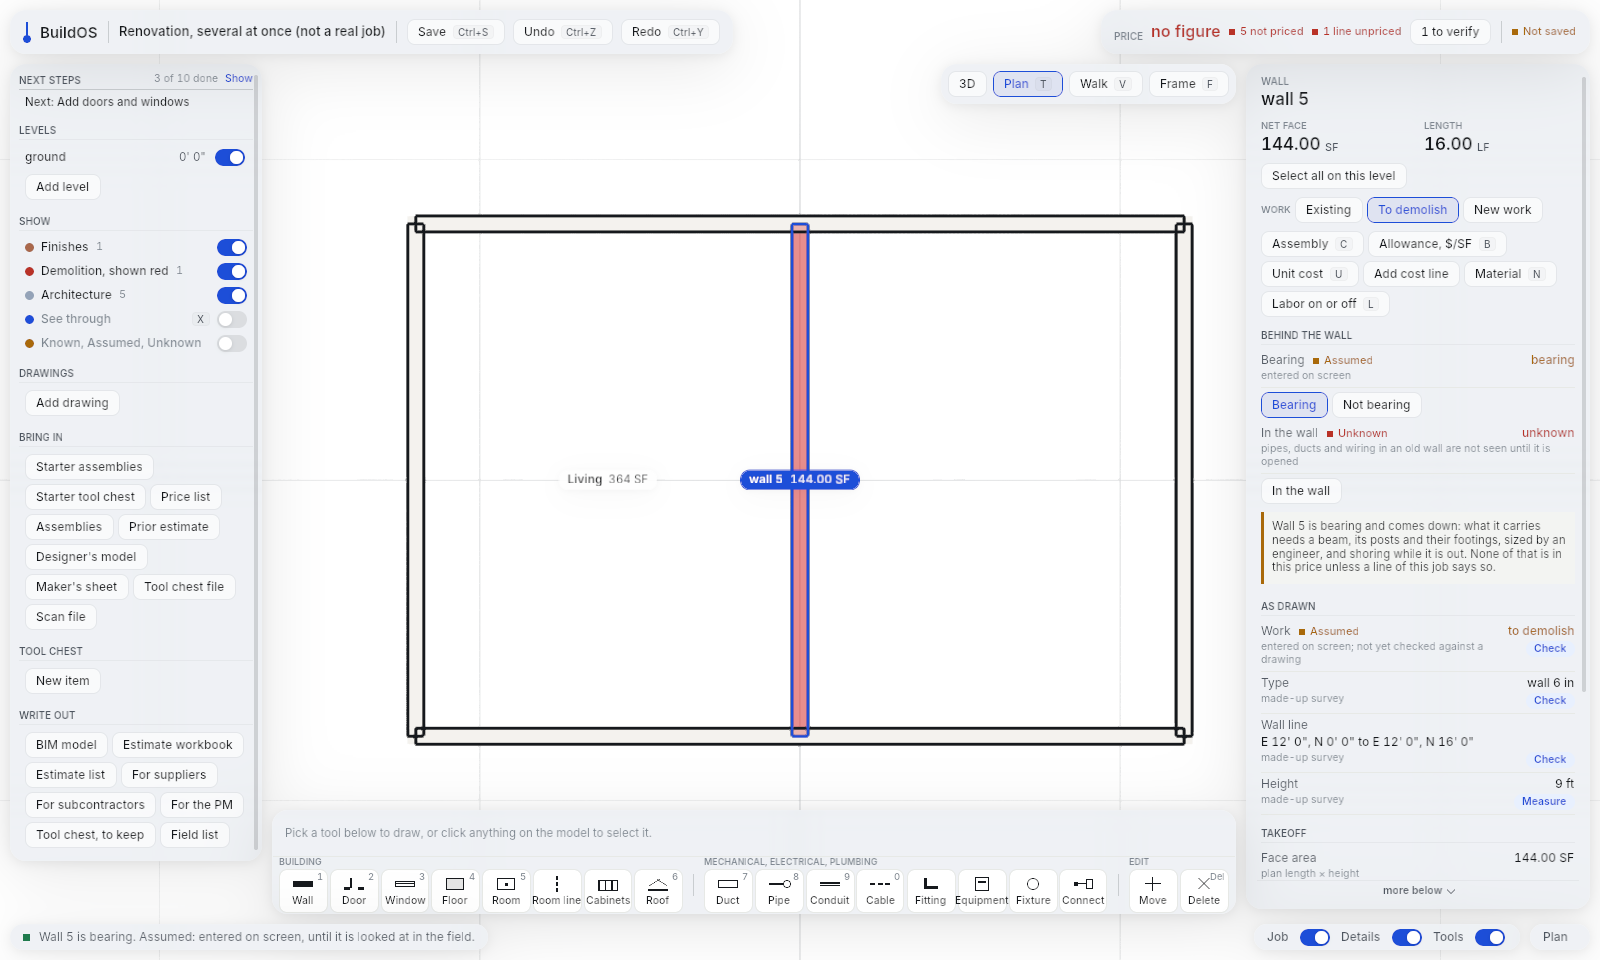 BuildOS
Renovation, several at once (not a real job)
Save Ctrl+S
Undo Ctrl+Z
Redo Ctrl+Y
PRICE no figure
5 not priced
1 line unpriced
1 to verify
Not saved
NEXT STEPS 3 of 10 done Show
Next: Add doors and windows
LEVELS
ground 0' 0"
Add level
SHOW
Finishes 1
Demolition, shown red 1
Architecture 5
See through X
Known, Assumed, Unknown
DRAWINGS
Add drawing
BRING IN
Starter assemblies
Starter tool chest Price list
Assemblies Prior estimate
Designer's model
Maker's sheet Tool chest file
Scan file
TOOL CHEST
New item
WRITE OUT
BIM model Estimate workbook
Estimate list For suppliers
For subcontractors For the PM
Tool chest, to keep Field list
3D Plan T Walk V Frame F
Living 364 SF
wall 5 144.00 SF
WALL
wall 5
NET FACE LENGTH
144.00 SF 16.00 LF
Select all on this level
WORK Existing To demolish New work
Assembly C Allowance, $/SF B
Unit cost U Add cost line Material N
Labor on or off L
BEHIND THE WALL
Bearing Assumed bearing
entered on screen
Bearing Not bearing
In the wall Unknown unknown
pipes, ducts and wiring in an old wall are not seen until it is
opened
In the wall
Wall 5 is bearing and comes down: what it carries
needs a beam, its posts and their footings, sized by an
engineer, and shoring while it is out. None of that is in
this price unless a line of this job says so.
AS DRAWN
Work Assumed to demolish
entered on screen; not yet checked against a
drawing
Check
Type wall 6 in
made-up survey Check
Wall line
E 12' 0", N 0' 0" to E 12' 0", N 16' 0"
made-up survey Check
Height 9 ft
made-up survey Measure
TAKEOFF
Face area 144.00 SF
plan length × height
more below
Pick a tool below to draw, or click anything on the model to select it.
BUILDING MECHANICAL, ELECTRICAL, PLUMBING EDIT
1 2 3 4 5 6 7 8 9 0 Del
Wall Door Window Floor Room Room line Cabinets Roof Duct Pipe Conduit Cable Fitting Equipment Fixture Connect Move Delete
Wall 5 is bearing. Assumed: entered on screen, until it is looked at in the field.
Job Details Tools Plan